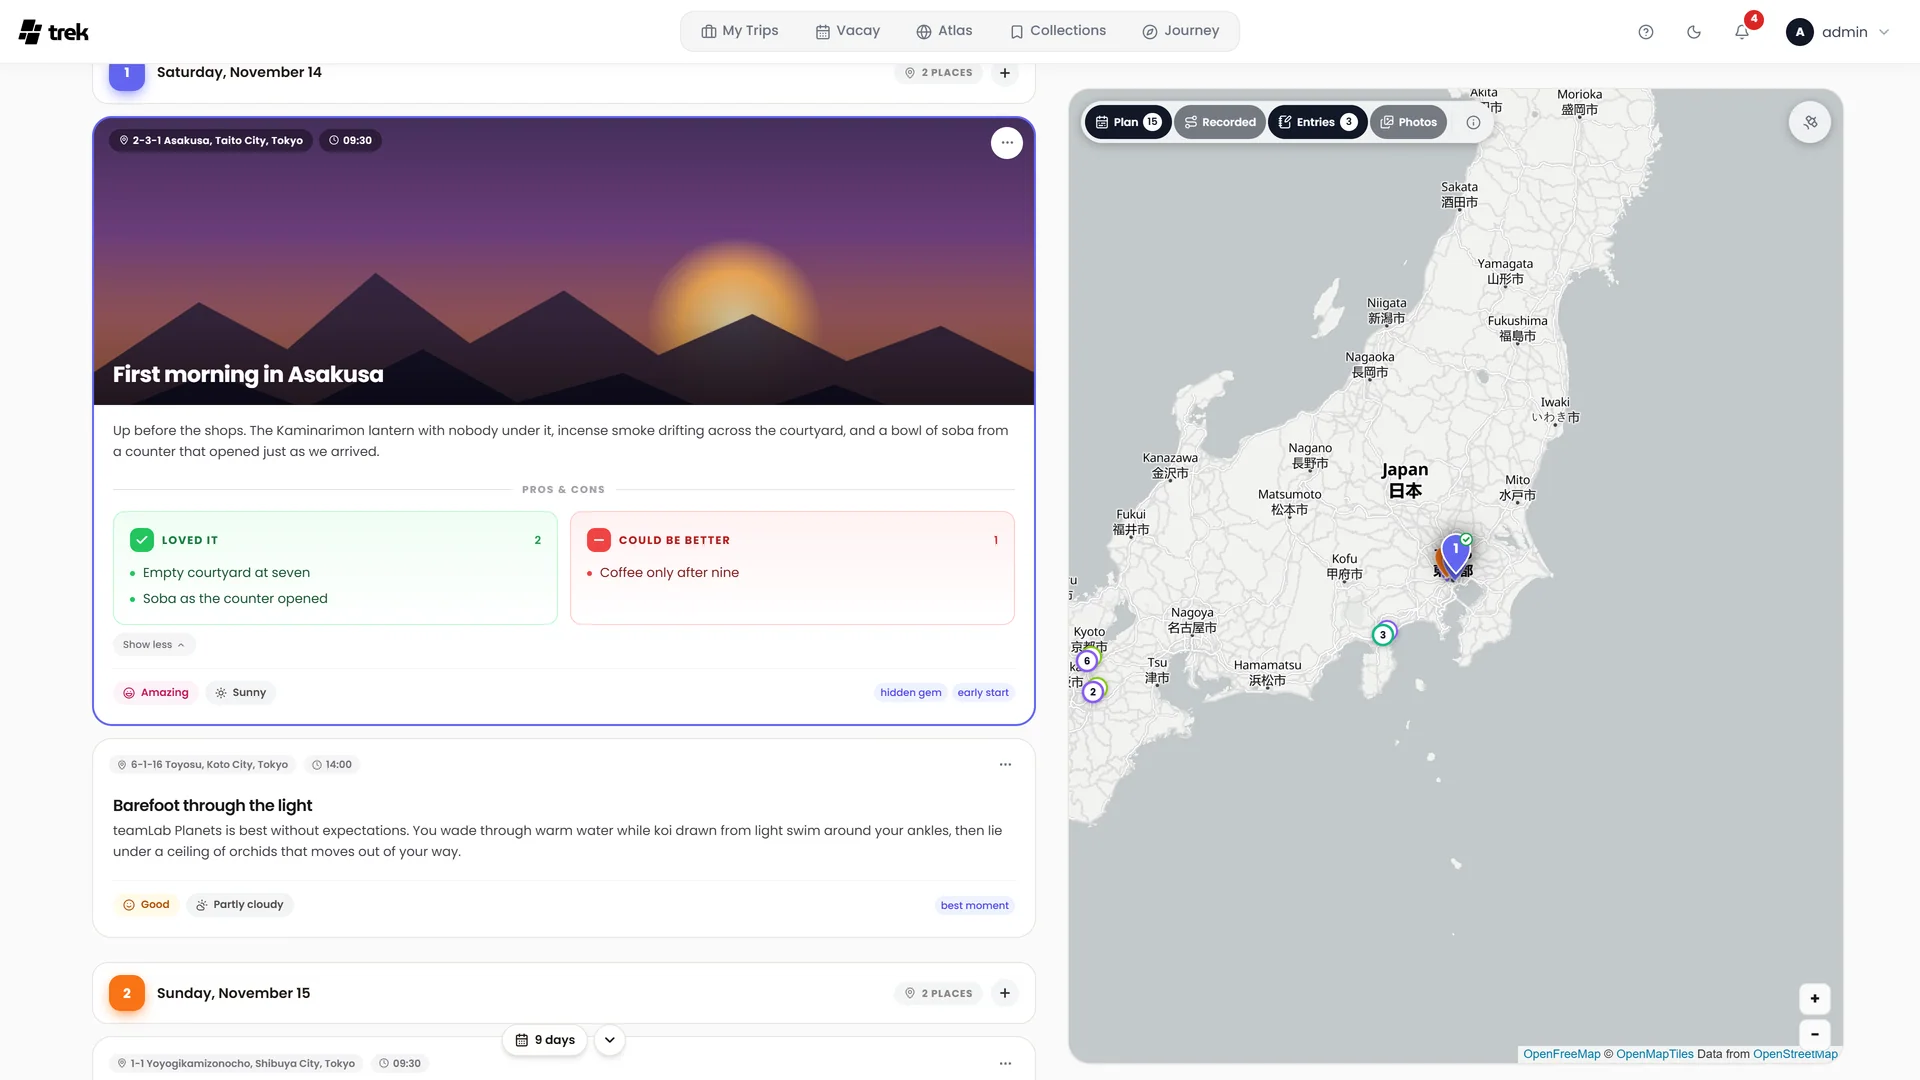 trek
My Trips
Vacay
Atlas
Collections
Journey
4
A
admin
1
Saturday, November 14
2 PLACES
2-3-1 Asakusa, Taito City, Tokyo
09:30
First morning in Asakusa
Up before the shops. The Kaminarimon lantern with nobody under it, incense smoke drifting across the courtyard, and a bowl of soba from
a counter that opened just as we arrived.
PROS & CONS
LOVED IT
2
Empty courtyard at seven
Soba as the counter opened
COULD BE BETTER
1
Coffee only after nine
Show less
Amazing
Sunny
hidden gem
early start
6-1-16 Toyosu, Koto City, Tokyo
14:00
Barefoot through the light
teamLab Planets is best without expectations. You wade through warm water while koi drawn from light swim around your ankles, then lie
under a ceiling of orchids that moves out of your way.
Good
Partly cloudy
best moment
2
Sunday, November 15
2 PLACES
9 days
1-1 Yoyogikamizonocho, Shibuya City, Tokyo
09:30
Plan 15
Recorded
Entries 3
Photos
Akita
Morioka
盛岡市
Sakata
酒田市
Yamagata
山形市
Niigata
新潟市
Fukushima
福島市
Nagaoka
長岡市
Iwaki
いわき市
Kanazawa
金沢市
Nagano
長野市
Japan
日本
Matsumoto
松本市
Mito
水戸市
Fukui
福井市
1
Kofu
甲府市
Nagoya
名古屋市
3
Kyoto
京都市
6
Tsu
津市
Hamamatsu
浜松市
2
+
−
OpenFreeMap © OpenMapTiles Data from OpenStreetMap